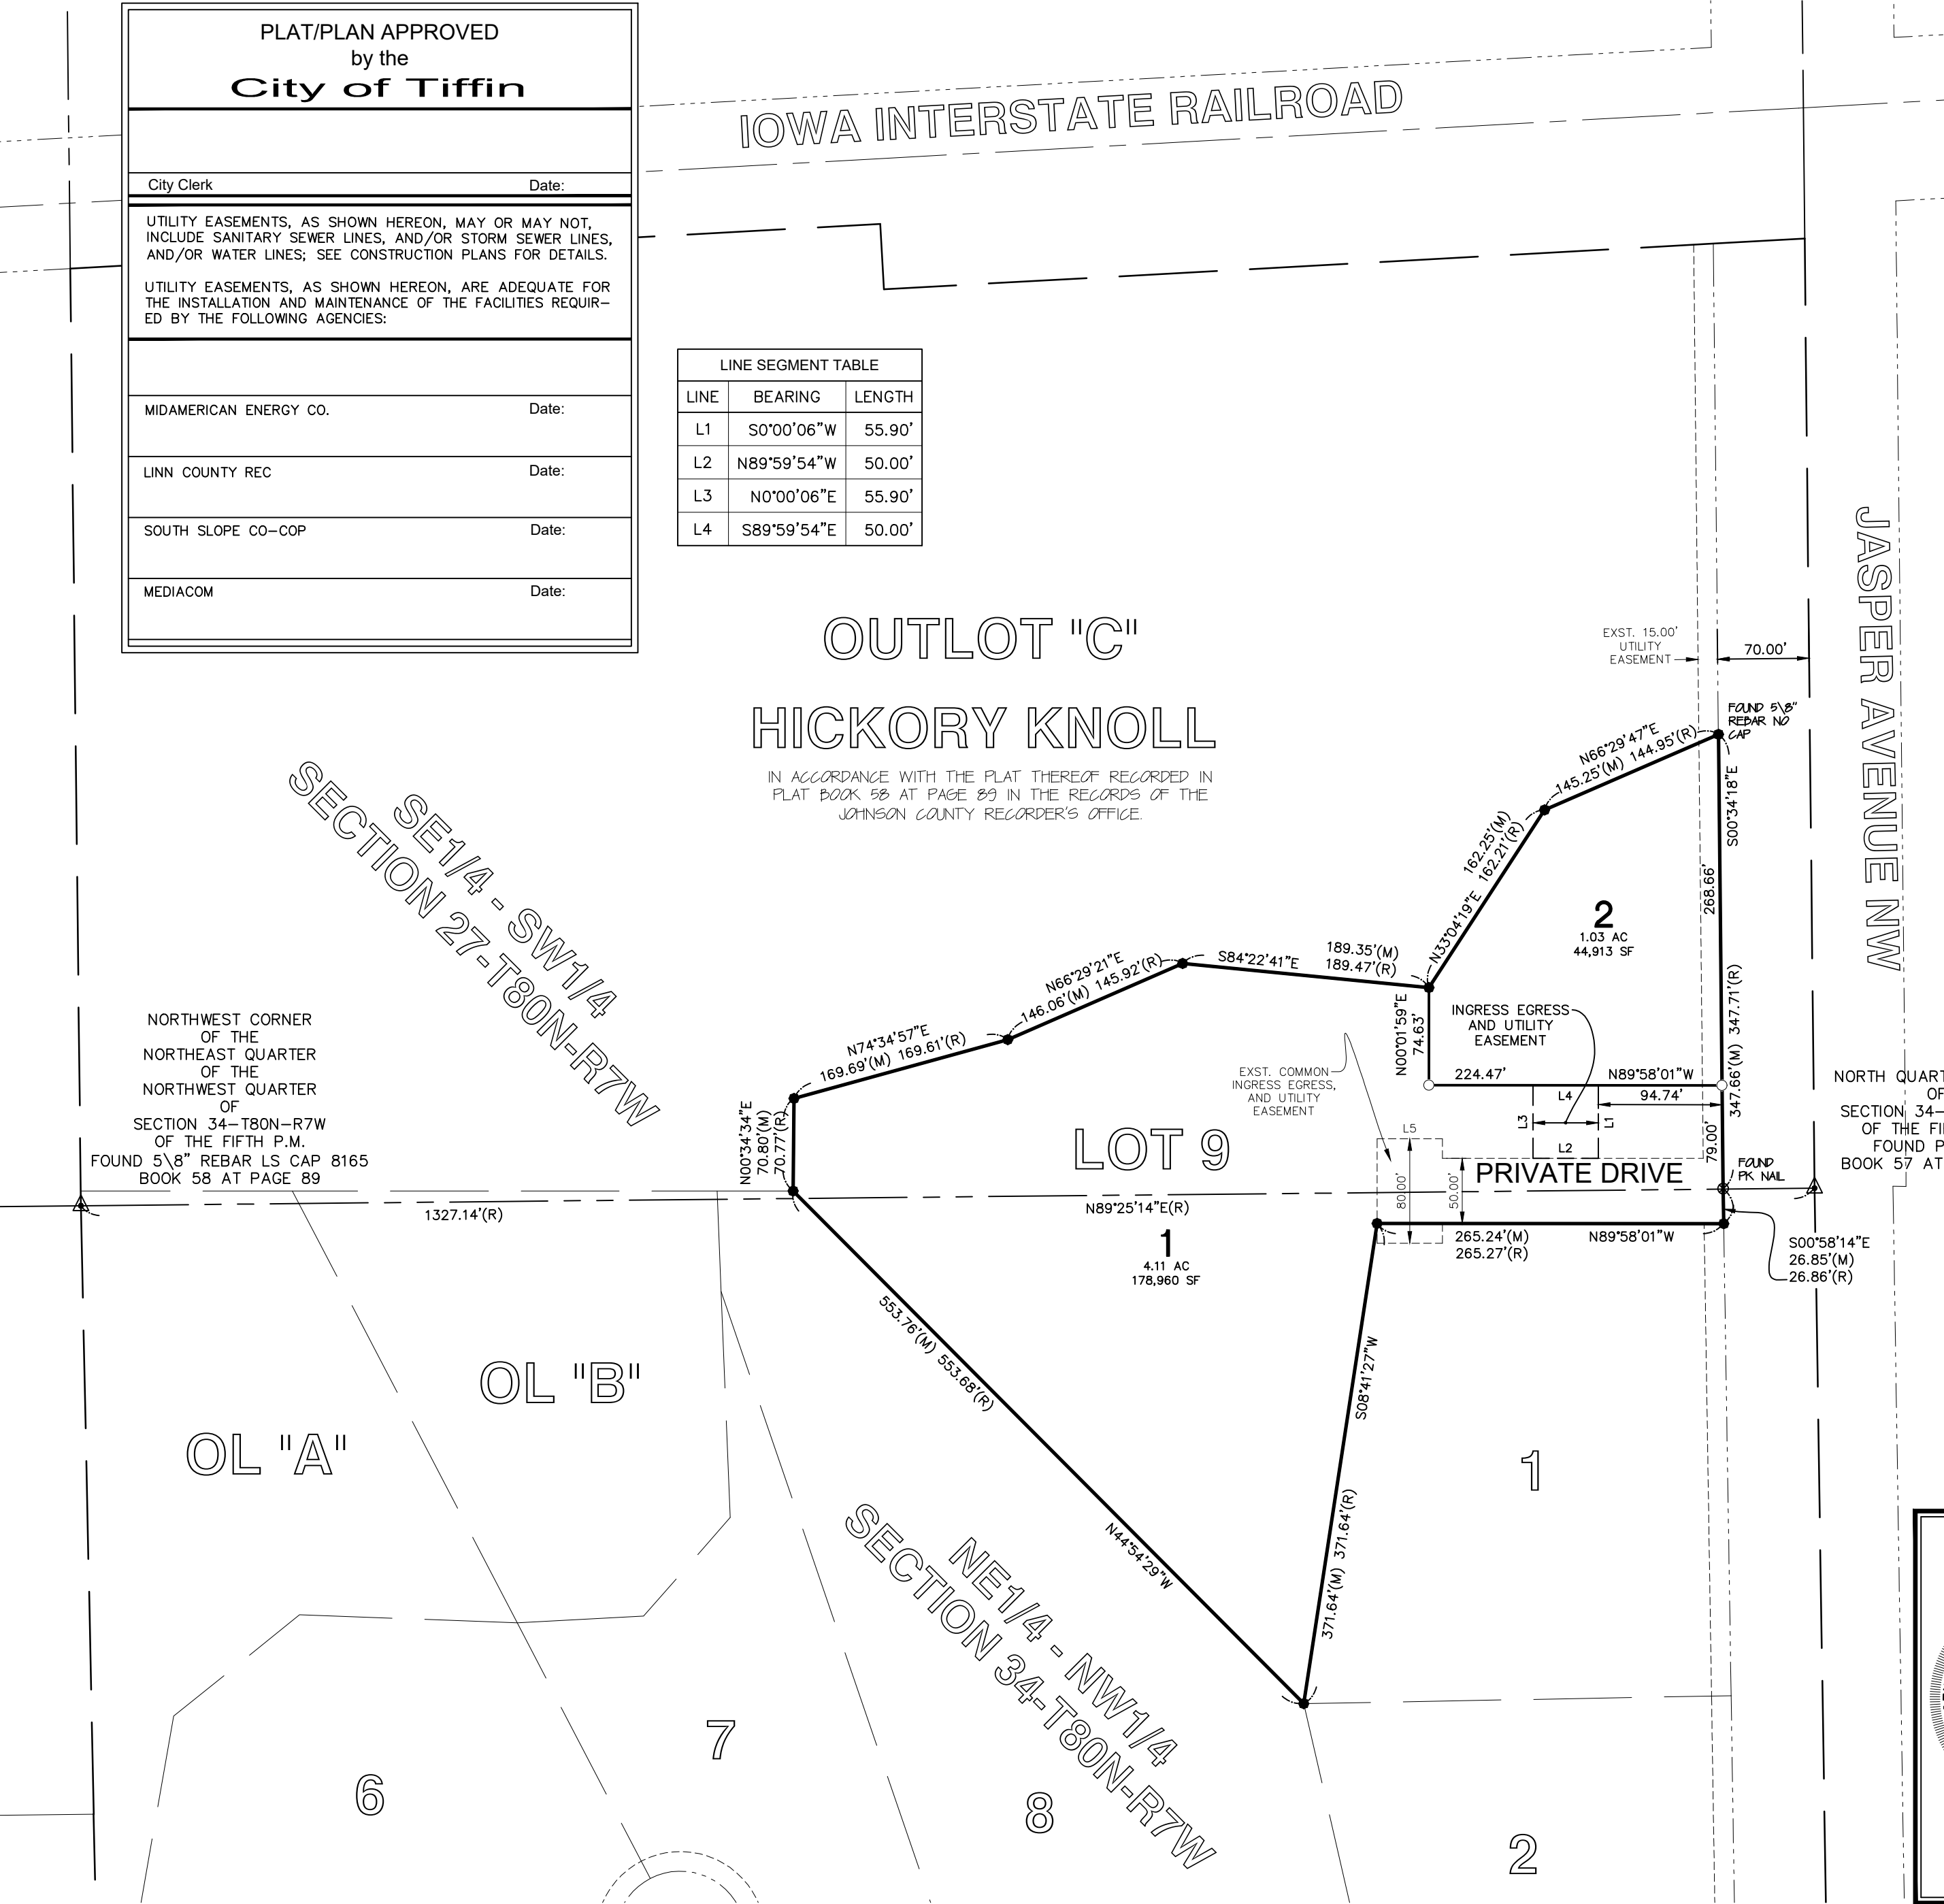 PLAT/PLAN APPROVED
by the
City of Tiffin
City Clerk Date:
UTILITY EASEMENTS, AS SHOWN HEREON, MAY OR MAY NOT,
INCLUDE SANITARY SEWER LINES, AND/OR STORM SEWER LINES,
AND/OR WATER LINES; SEE CONSTRUCTION PLANS FOR DETAILS.
UTILITY EASEMENTS, AS SHOWN HEREON, ARE ADEQUATE FOR
THE INSTALLATION AND MAINTENANCE OF THE FACILITIES REQUIR-
ED BY THE FOLLOWING AGENCIES:
MIDAMERICAN ENERGY CO. Date:
LINN COUNTY REC Date:
SOUTH SLOPE CO-COP Date:
MEDIACOM Date:
IOWA INTERSTATE RAILROAD
LINE SEGMENT TABLE
LINE BEARING LENGTH
L1 S0°00'06"W 55.90'
L2 N89°59'54"W 50.00'
L3 N0°00'06"E 55.90'
L4 S89°59'54"E 50.00'
OUTLOT "C"
HICKORY KNOLL
IN ACCORDANCE WITH THE PLAT THEREOF RECORDED IN
PLAT BOOK 58 AT PAGE 89 IN THE RECORDS OF THE
JOHNSON COUNTY RECORDER'S OFFICE.
EXST. 15.00'
UTILITY
EASEMENT
70.00'
JASPER AVENUE NW
FOUND 5\8"
REBAR NO
CAP
N66°29'47"E
145.25'(M) 144.95'(R)
S00°34'18"E
268.66'
347.66'(M) 347.71'(R)
79.00'
162.25'(M)
N33°04'19"E 162.21'(R)
2
1.03 AC
44,913 SF
SE1/4 - SW1/4
SECTION 27-T80N-R7W
189.35'(M)
S84°22'41"E 189.47'(R)
N66°29'21"E
146.06'(M) 145.92'(R)
N74°34'57"E
169.69'(M) 169.61'(R)
N00°34'34"E
70.80'(M)
70.77'(R)
N00°01'59"E
74.63'
INGRESS EGRESS
AND UTILITY
EASEMENT
224.47' N89°58'01"W
94.74'
L4
L3
L1
L2
EXST. COMMON
INGRESS EGRESS,
AND UTILITY
EASEMENT
L5
80.00'
50.00'
LOT 9
PRIVATE DRIVE
FOUND
PK NAIL
NORTHWEST CORNER
OF THE
NORTHEAST QUARTER
OF THE
NORTHWEST QUARTER
OF
SECTION 34-T80N-R7W
OF THE FIFTH P.M.
FOUND 5\8" REBAR LS CAP 8165
BOOK 58 AT PAGE 89
NORTH QUART
OF
SECTION 34-
OF THE FI
FOUND P
BOOK 57 AT
1327.14'(R)
N89°25'14"E(R)
1
4.11 AC
178,960 SF
265.24'(M) N89°58'01"W
265.27'(R)
S00°58'14"E
26.85'(M)
26.86'(R)
553.76'(M) 553.68'(R)
N44°54'29"W
S08°41'27"W
371.64'(M) 371.64'(R)
OL "B"
OL "A"
1
NE1/4 - NW1/4
SECTION 34-T80N-R7W
7
6
8
2